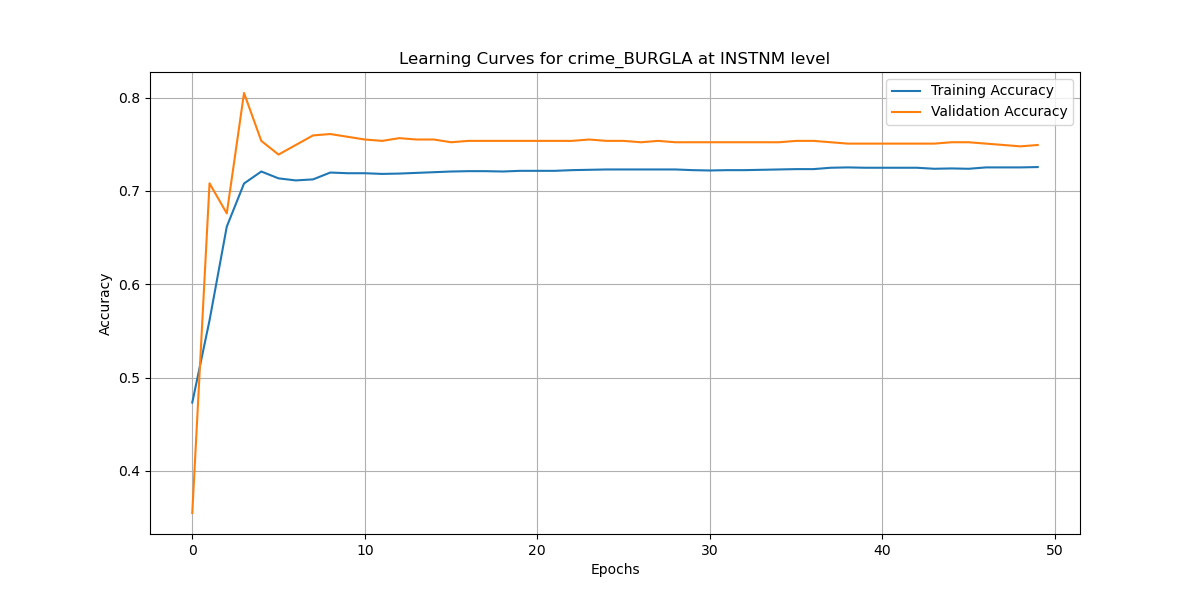 Learning Curves for crime_BURGLA at INSTNM level
Training Accuracy
Validation Accuracy
Accuracy
0.8
0.7
0.6
0.5
0.4
0 10 20 30 40 50
Epochs